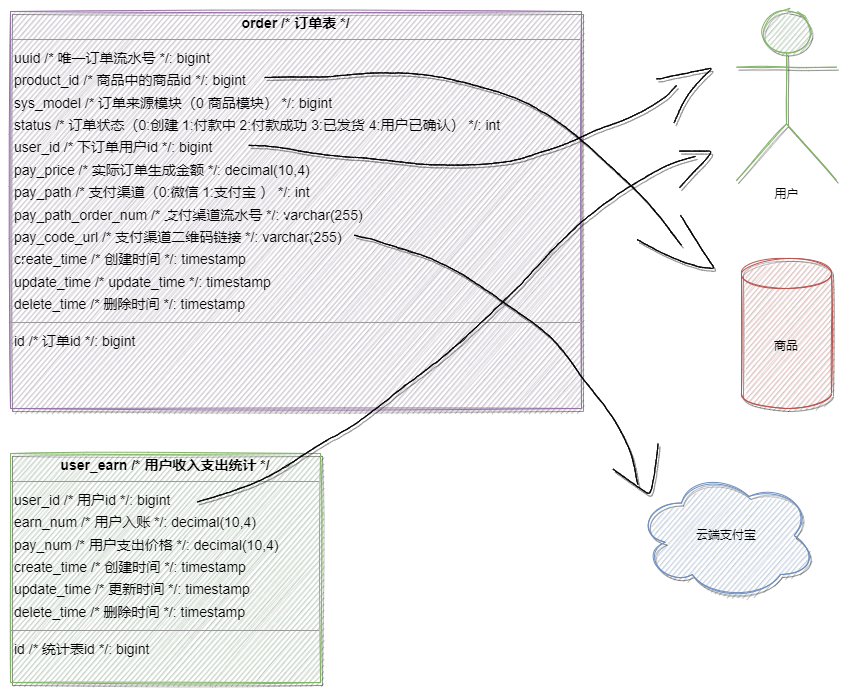 order /* 订单表 */
uuid /* 唯一订单流水号 */: bigint
product_id /* 商品中的商品id */: bigint
sys_model /* 订单来源模块（0 商品模块） */: bigint
status /* 订单状态（0:创建 1:付款中 2:付款成功 3:已发货 4:用户已确认） */: int
user_id /* 下订单用户id */: bigint
pay_price /* 实际订单生成金额 */: decimal(10,4)
pay_path /* 支付渠道（0:微信 1:支付宝 ） */: int
pay_path_order_num /* 支付渠道流水号 */: varchar(255)
pay_code_url /* 支付渠道二维码链接 */: varchar(255)
create_time /* 创建时间 */: timestamp
update_time /* update_time */: timestamp
delete_time /* 删除时间 */: timestamp
id /* 订单id */: bigint
用户
商品
云端支付宝
user_earn /* 用户收入支出统计 */
user_id /* 用户id */: bigint
earn_num /* 用户入账 */: decimal(10,4)
pay_num /* 用户支出价格 */: decimal(10,4)
create_time /* 创建时间 */: timestamp
update_time /* 更新时间 */: timestamp
delete_time /* 删除时间 */: timestamp
id /* 统计表id */: bigint